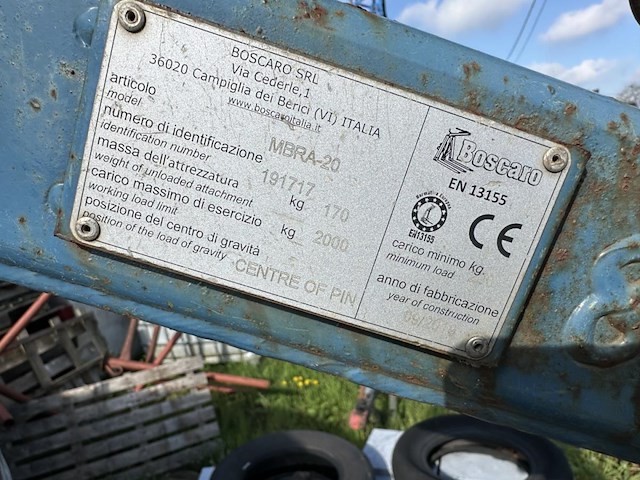 BOSCARO SRL
Via Cederle,1
36020 Campiglia dei Berici (VI) ITALIA
www.boscaroitalia.it
articolo
model
MBRA-20
numero di identificazione
identification number
191717
massa dell'attrezzatura
weight of unloaded attachment
kg 170
carico massimo di esercizio
working load limit
kg 2000
posizione del centro di gravità
position of the load of gravity
CENTRE OF PIN
Boscaro
EN 13155
EN13155
CE
carico minimo kg.
minimum load
anno di fabbricazione
year of construction